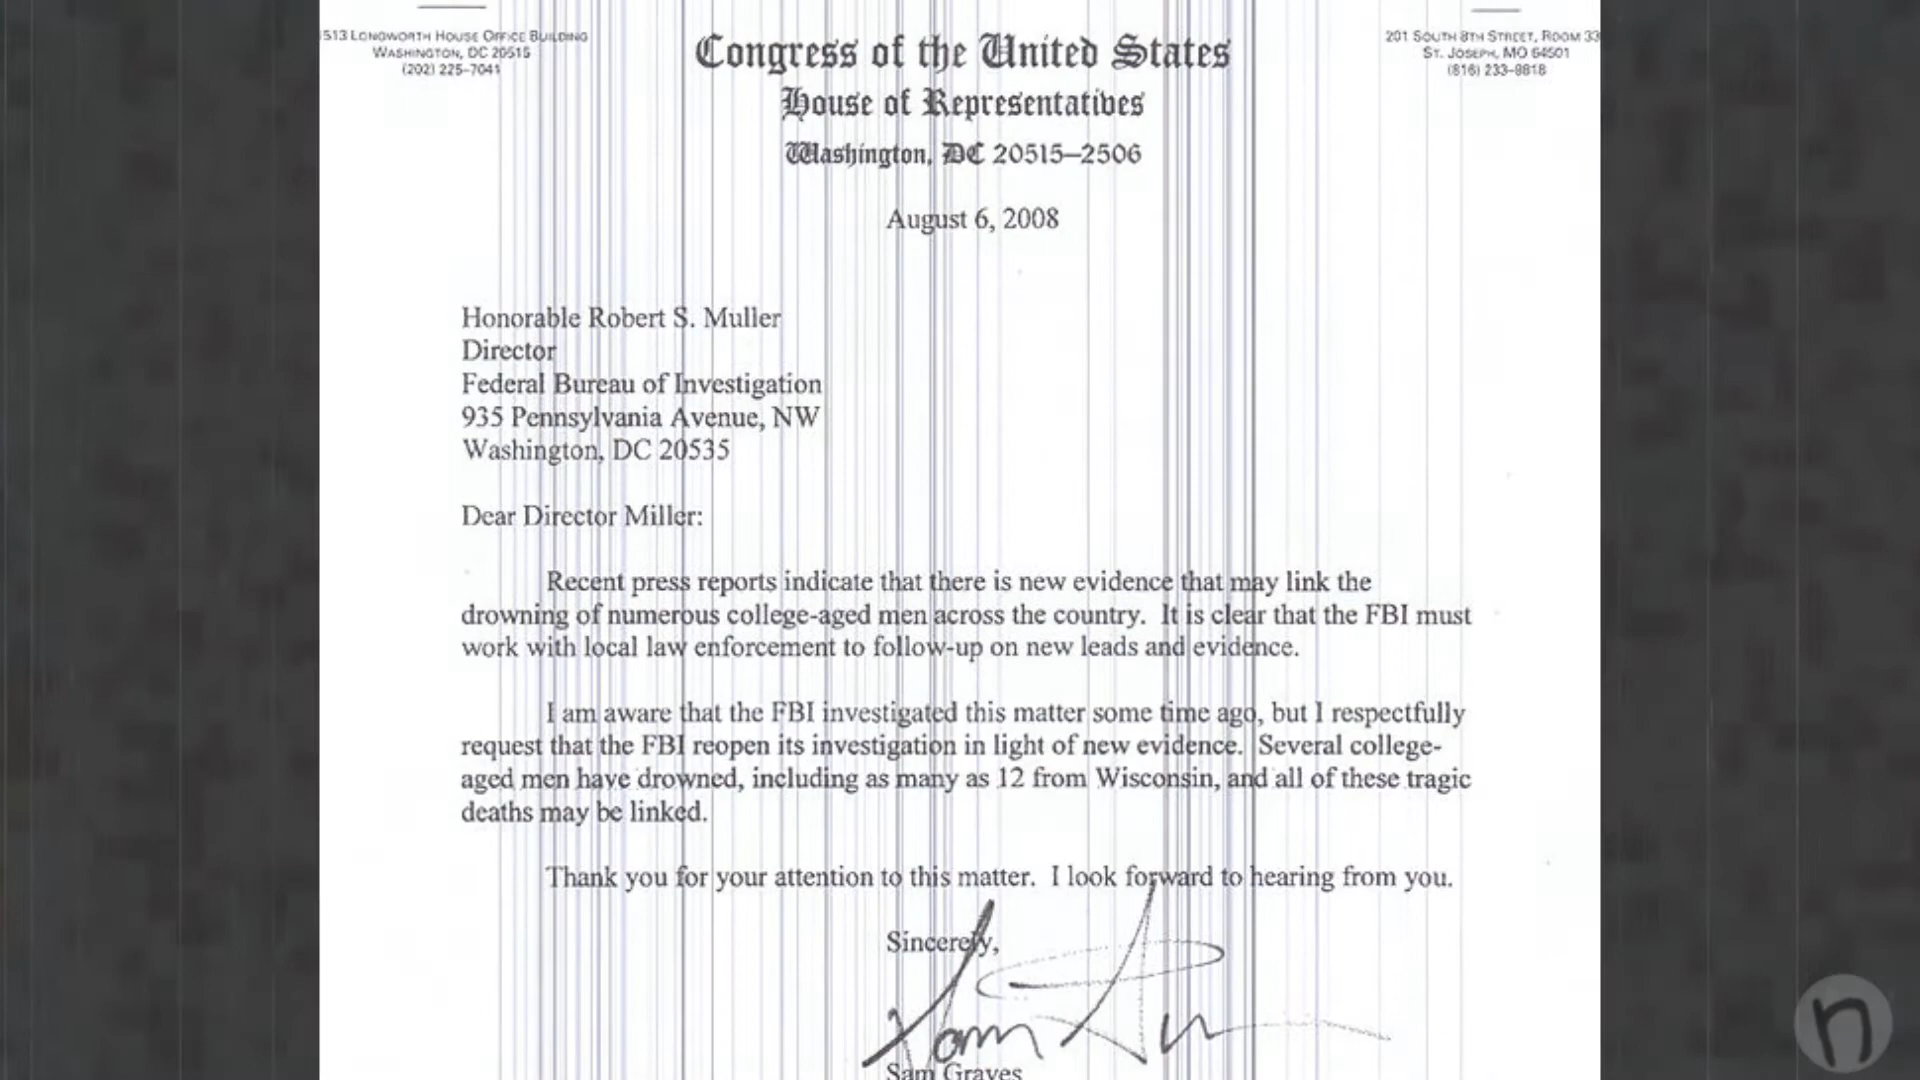 1513 Longworth House Office Building
Washington, DC 20515
(202) 225-7041
Congress of the United States
House of Representatives
Washington, DC 20515–2506
201 South 8th Street, Room 33
St. Joseph, MO 64501
(816) 233-9818
August 6, 2008
Honorable Robert S. Muller
Director
Federal Bureau of Investigation
935 Pennsylvania Avenue, NW
Washington, DC 20535
Dear Director Miller:
Recent press reports indicate that there is new evidence that may link the
drowning of numerous college-aged men across the country. It is clear that the FBI must
work with local law enforcement to follow-up on new leads and evidence.
I am aware that the FBI investigated this matter some time ago, but I respectfully
request that the FBI reopen its investigation in light of new evidence. Several college-
aged men have drowned, including as many as 12 from Wisconsin, and all of these tragic
deaths may be linked.
Thank you for your attention to this matter. I look forward to hearing from you.
Sincerely,
Sam Graves
n